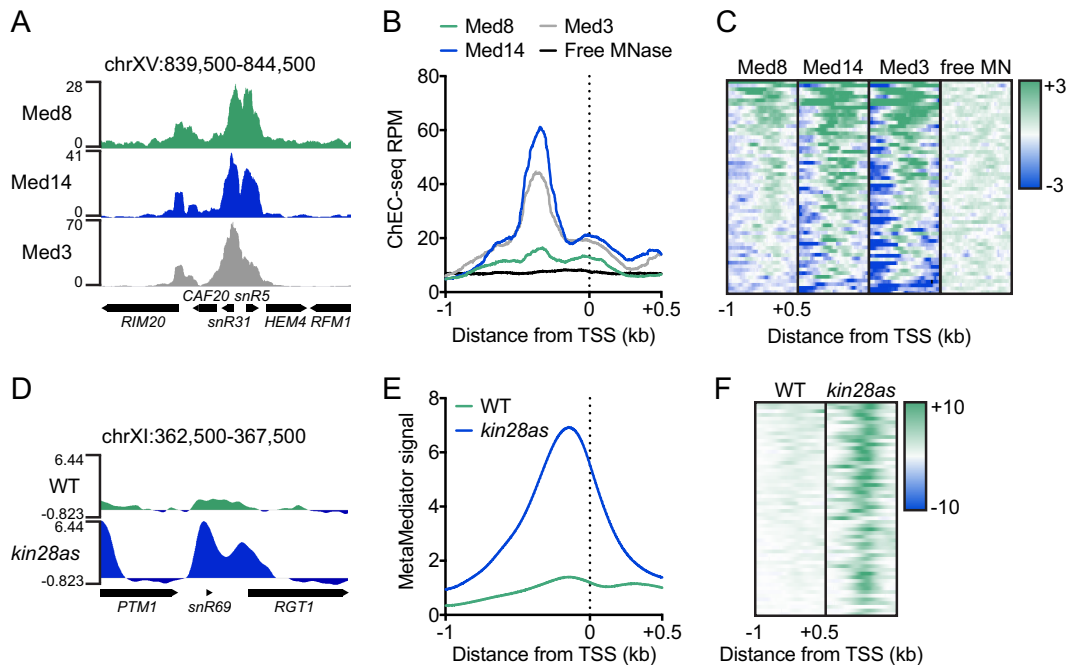 A
chrXV:839,500-844,500
28
Med8
0
41
Med14
0
70
Med3
0
CAF20 snR5
RIM20 snR31 HEM4 RFM1
B
Med8 Med3
Med14 Free MNase
80
60
40
20
0
ChEC-seq RPM
-1 0 +0.5
Distance from TSS (kb)
C
Med8 Med14 Med3 free MN
+3
-3
-1 +0.5
Distance from TSS (kb)
D
chrXI:362,500-367,500
6.44
WT
-0.823
6.44
kin28as
-0.823
PTM1 snR69 RGT1
E
WT
kin28as
8
6
4
2
0
MetaMediator signal
-1 0 +0.5
Distance from TSS (kb)
F
WT kin28as
+10
-10
-1 +0.5
Distance from TSS (kb)